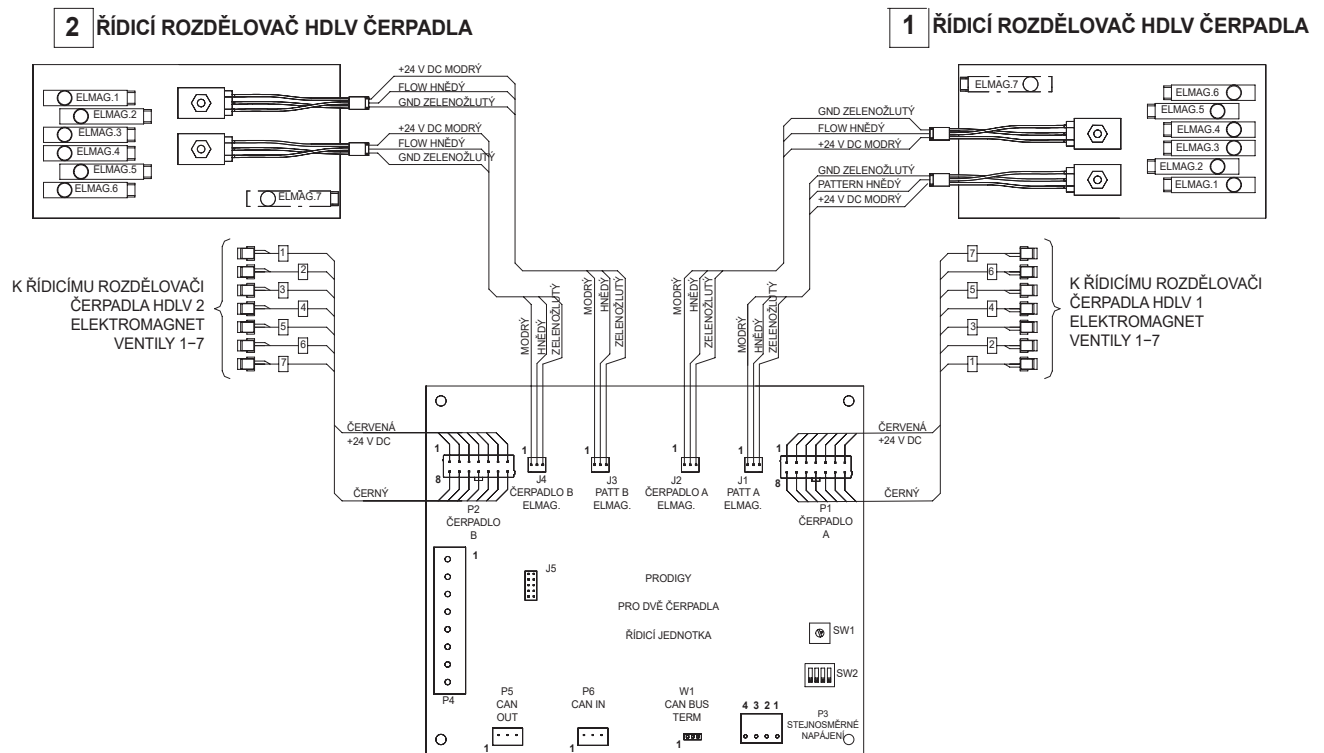 2 ŘÍDICÍ ROZDĚLOVAČ HDLV ČERPADLA
1 ŘÍDICÍ ROZDĚLOVAČ HDLV ČERPADLA
ELMAG.1
ELMAG.2
ELMAG.3
ELMAG.4
ELMAG.5
ELMAG.6
ELMAG.7
+24 V DC MODRÝ
FLOW HNĚDÝ
GND ZELENOŽLUTÝ
+24 V DC MODRÝ
FLOW HNĚDÝ
GND ZELENOŽLUTÝ
GND ZELENOŽLUTÝ
FLOW HNĚDÝ
+24 V DC MODRÝ
GND ZELENOŽLUTÝ
PATTERN HNĚDÝ
+24 V DC MODRÝ
ELMAG.7
ELMAG.6
ELMAG.5
ELMAG.4
ELMAG.3
ELMAG.2
ELMAG.1
K ŘÍDICÍMU ROZDĚLOVAČI
ČERPADLA HDLV 2
ELEKTROMAGNET
VENTILY 1−7
1
2
3
4
5
6
7
MODRÝ
HNĚDÝ
ZELENOŽLUTÝ
MODRÝ
HNĚDÝ
ZELENOŽLUTÝ
MODRÝ
HNĚDÝ
ZELENOŽLUTÝ
MODRÝ
HNĚDÝ
ZELENOŽLUTÝ
7
6
5
4
3
2
1
K ŘÍDICÍMU ROZDĚLOVAČI
ČERPADLA HDLV 1
ELEKTROMAGNET
VENTILY 1−7
ČERVENÁ
+24 V DC
ČERNÝ
1
8
P2
ČERPADLO
B
1
J4
ČERPADLO B
ELMAG.
1
J3
PATT B
ELMAG.
1
J2
ČERPADLO A
ELMAG.
1
J1
PATT A
ELMAG.
1
8
P1
ČERPADLO
A
ČERVENÁ
+24 V DC
ČERNÝ
1
P4
J5
PRODIGY
PRO DVĚ ČERPADLA
ŘÍDICÍ JEDNOTKA
SW1
SW2
P5
CAN
OUT
1
P6
CAN IN
1
W1
CAN BUS
TERM
1
4 3 2 1
P3
STEJNOSMĚRNÉ
NAPÁJENÍ